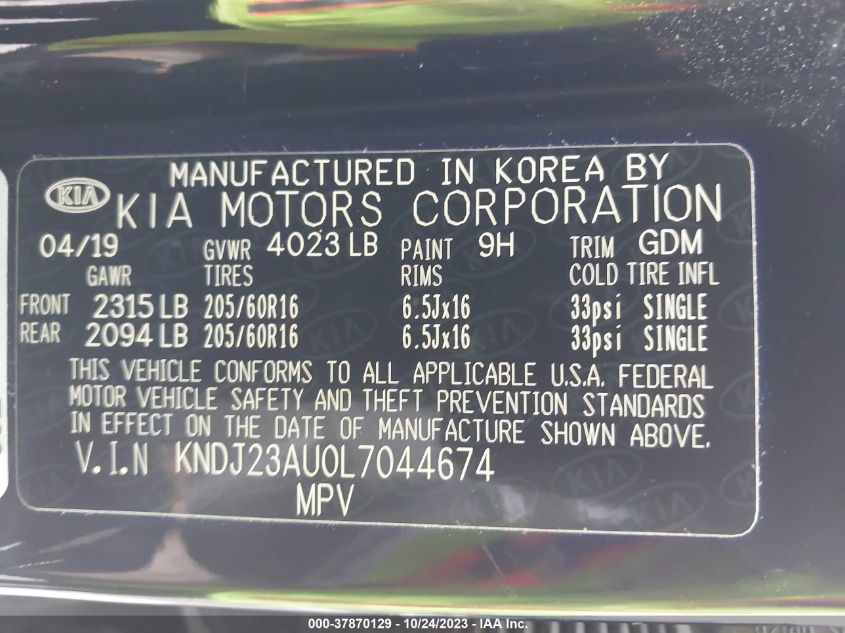 MANUFACTURED IN KOREA BY
KIA KIA MOTORS CORPORATION
04/19 GVWR 4023 LB PAINT 9H TRIM GDM
GAWR TIRES RIMS COLD TIRE INFL
FRONT 2315 LB 205/60R16 6.5Jx16 33psi SINGLE
REAR 2094 LB 205/60R16 6.5Jx16 33psi SINGLE
THIS VEHICLE CONFORMS TO ALL APPLICABLE U.S.A. FEDERAL
MOTOR VEHICLE SAFETY AND THEFT PREVENTION STANDARDS
IN EFFECT ON THE DATE OF MANUFACTURE SHOWN ABOVE.
V.I.N KNDJ23AU0L7044674
MPV
000-37870129 - 10/24/2023 - IAA Inc.